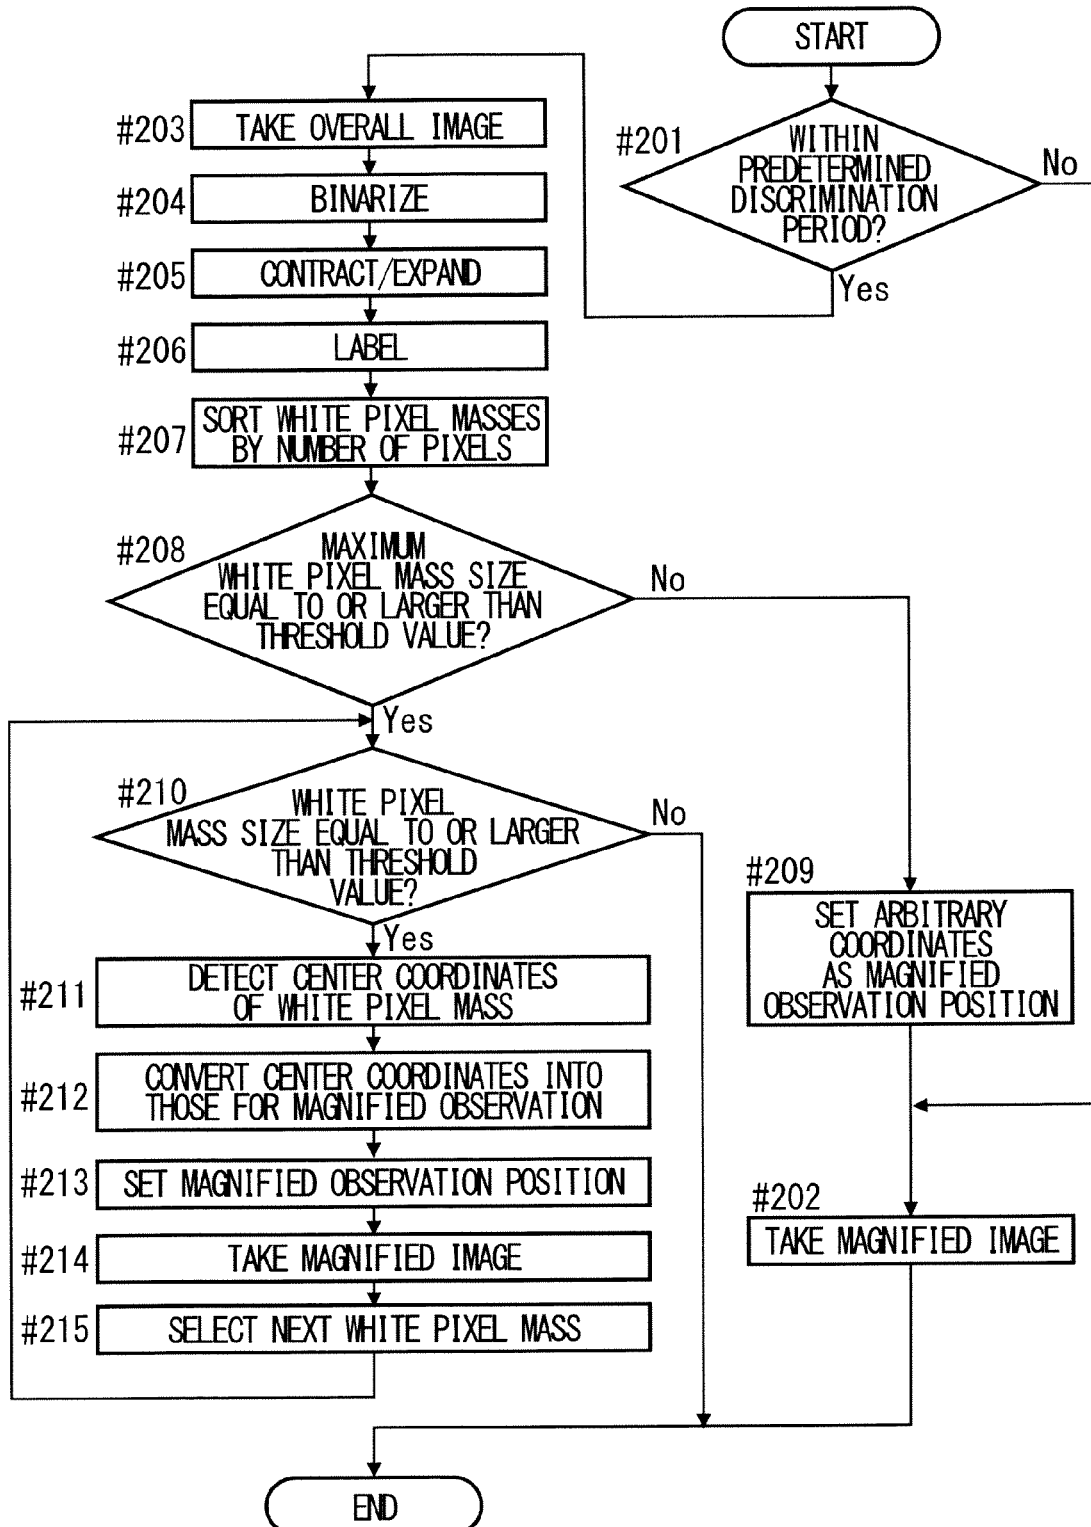 START
#201
WITHIN
PREDETERMINED
DISCRIMINATION
PERIOD?
No
Yes
#203
TAKE OVERALL IMAGE
#204
BINARIZE
#205
CONTRACT/EXPAND
#206
LABEL
#207
SORT WHITE PIXEL MASSES
BY NUMBER OF PIXELS
#208
MAXIMUM
WHITE PIXEL MASS SIZE
EQUAL TO OR LARGER THAN
THRESHOLD VALUE?
No
Yes
#210
WHITE PIXEL
MASS SIZE EQUAL TO OR LARGER
THAN THRESHOLD
VALUE?
No
Yes
#209
SET ARBITRARY
COORDINATES
AS MAGNIFIED
OBSERVATION POSITION
#211
DETECT CENTER COORDINATES
OF WHITE PIXEL MASS
#212
CONVERT CENTER COORDINATES INTO
THOSE FOR MAGNIFIED OBSERVATION
#213
SET MAGNIFIED OBSERVATION POSITION
#202
TAKE MAGNIFIED IMAGE
#214
TAKE MAGNIFIED IMAGE
#215
SELECT NEXT WHITE PIXEL MASS
END